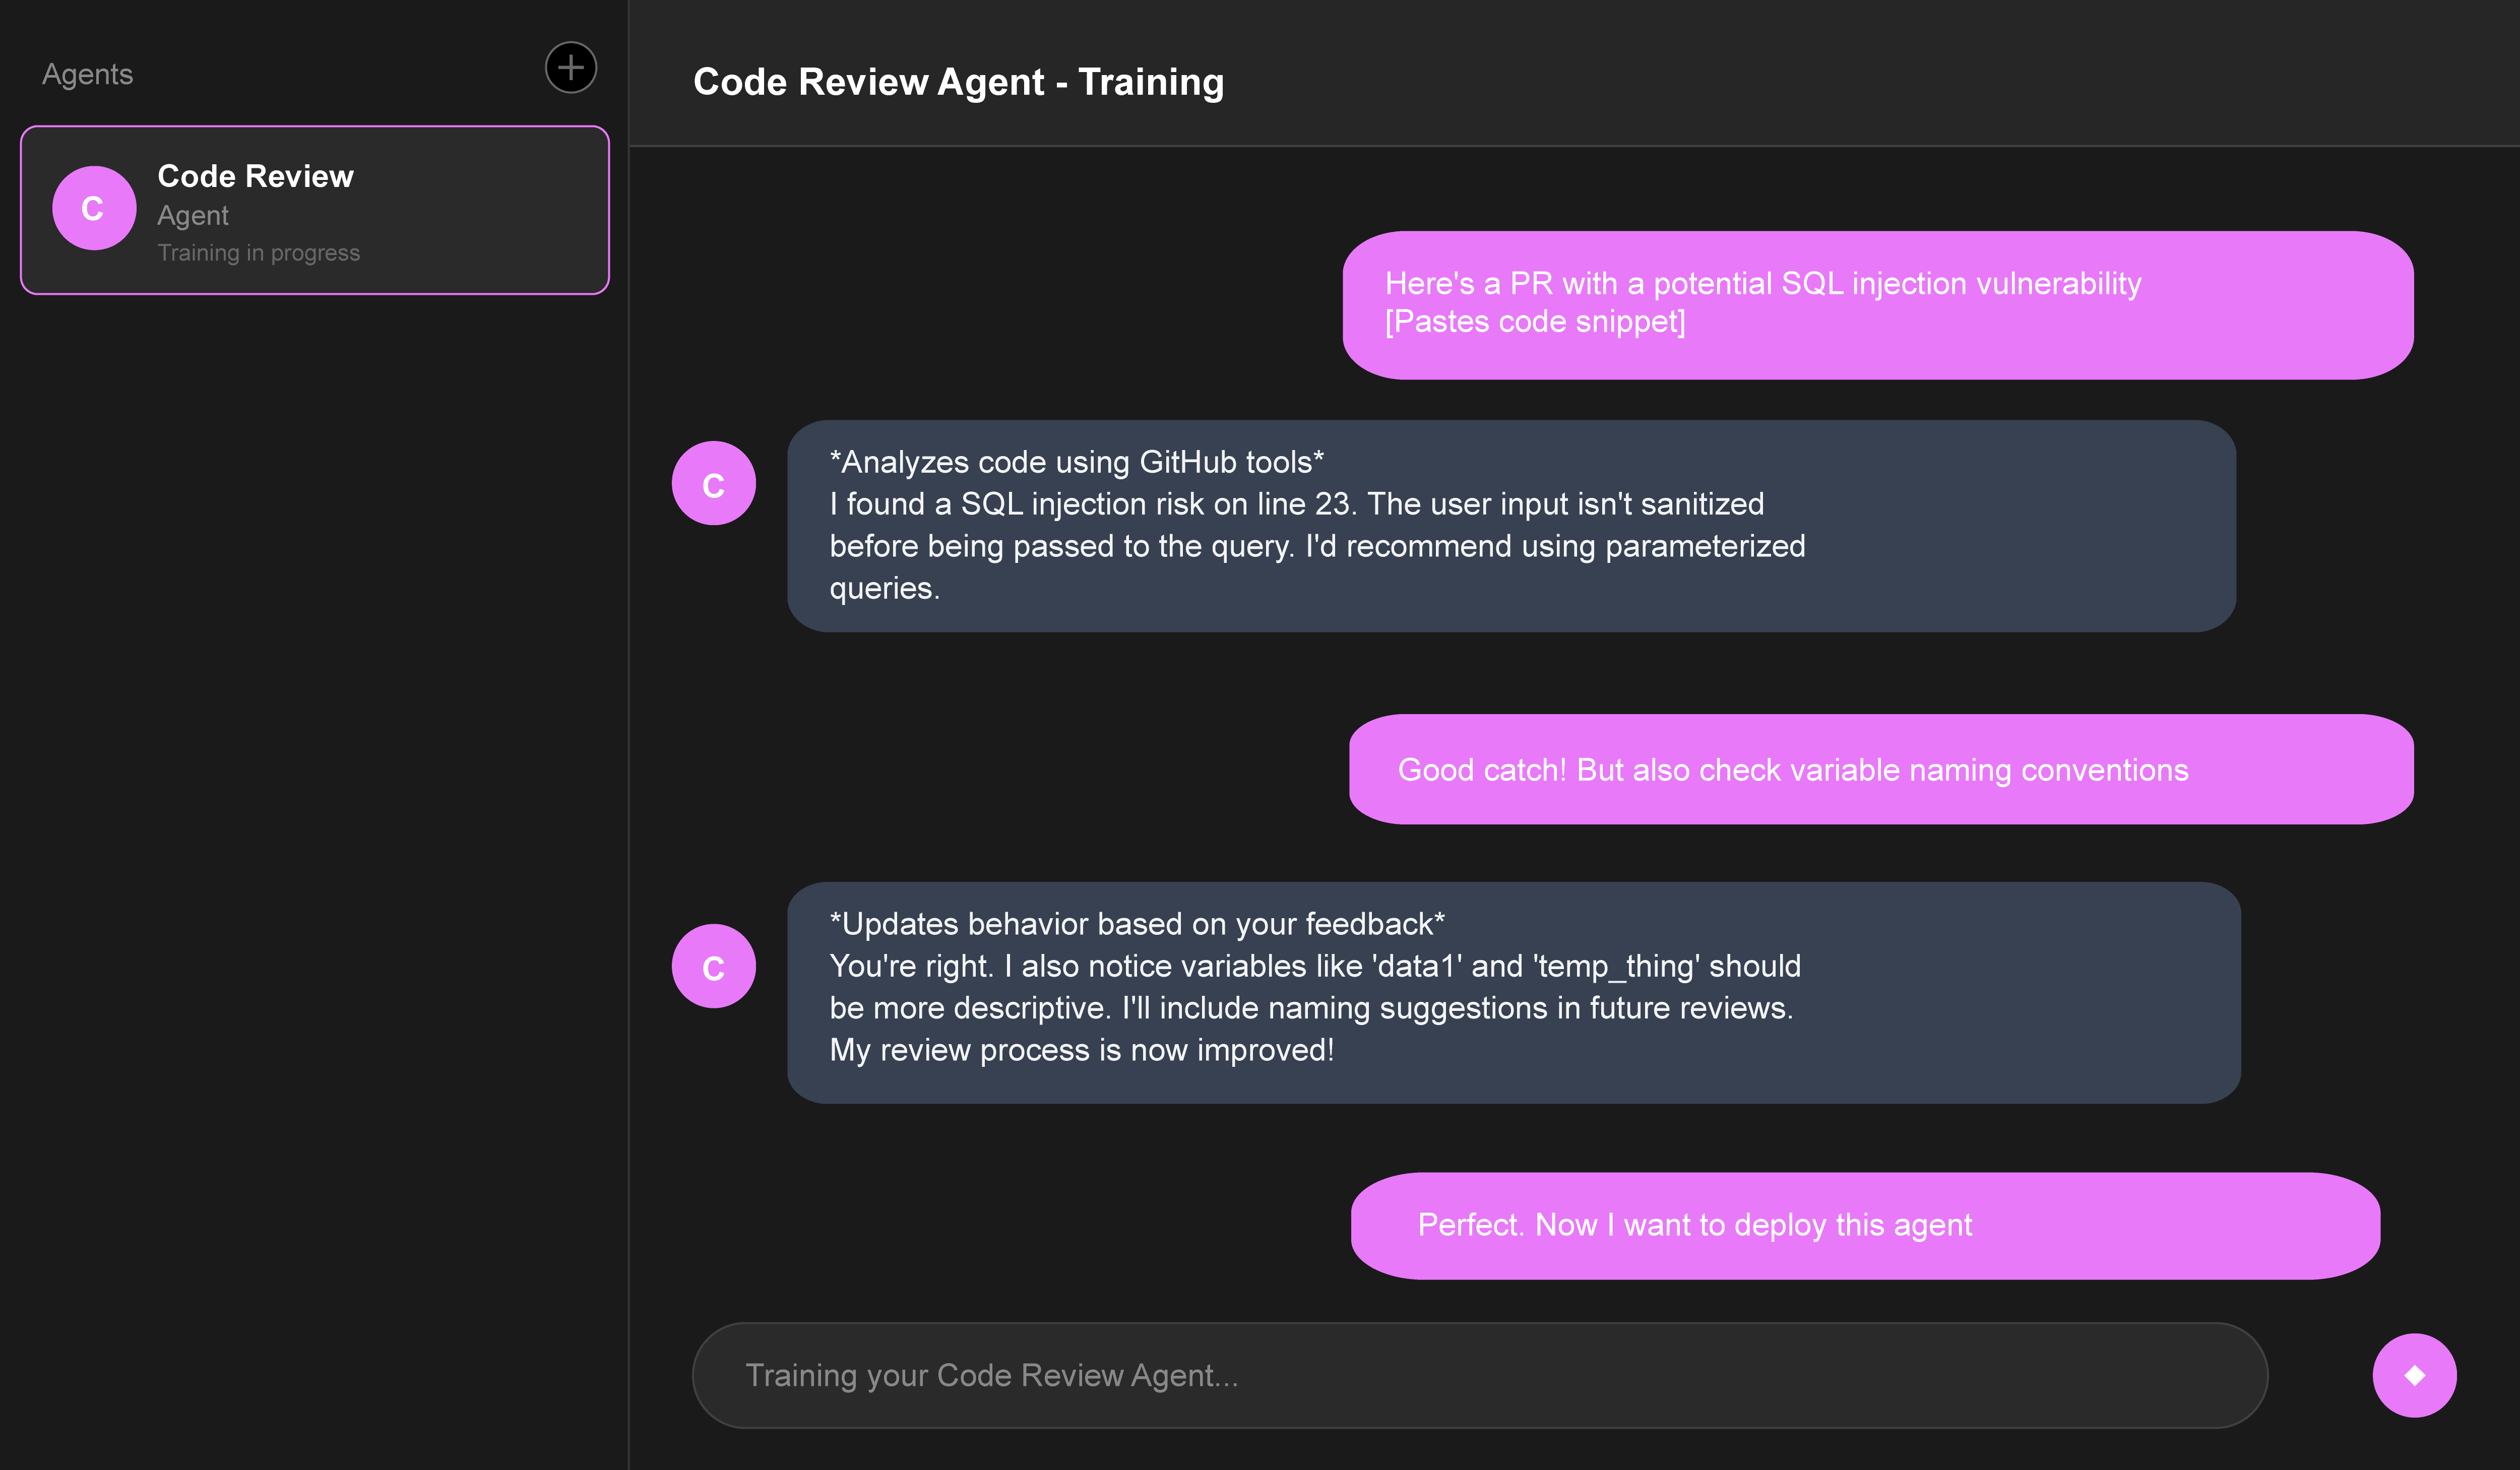 Agents
C
Code Review
Agent
Training in progress
Code Review Agent - Training
Here's a PR with a potential SQL injection vulnerability
[Pastes code snippet]
C
*Analyzes code using GitHub tools*
I found a SQL injection risk on line 23. The user input isn't sanitized
before being passed to the query. I'd recommend using parameterized
queries.
Good catch! But also check variable naming conventions
C
*Updates behavior based on your feedback*
You're right. I also notice variables like 'data1' and 'temp_thing' should
be more descriptive. I'll include naming suggestions in future reviews.
My review process is now improved!
Perfect. Now I want to deploy this agent
Training your Code Review Agent...